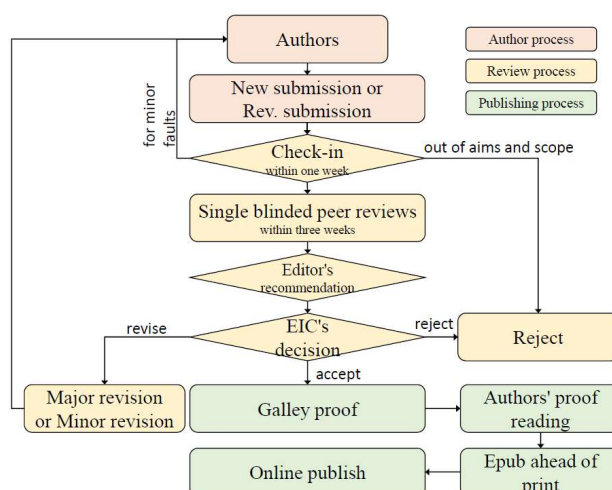 Authors
Author process
Review process
Publishing process
New submission or
Rev. submission
for minor
faults
Check-in
within one week
out of aims and scope
Single blinded peer reviews
within three weeks
Editor's
recommendation
revise
EIC's
decision
reject
Reject
accept
Major revision
or Minor revision
Galley proof
Authors' proof
reading
Online publish
Epub ahead of
print